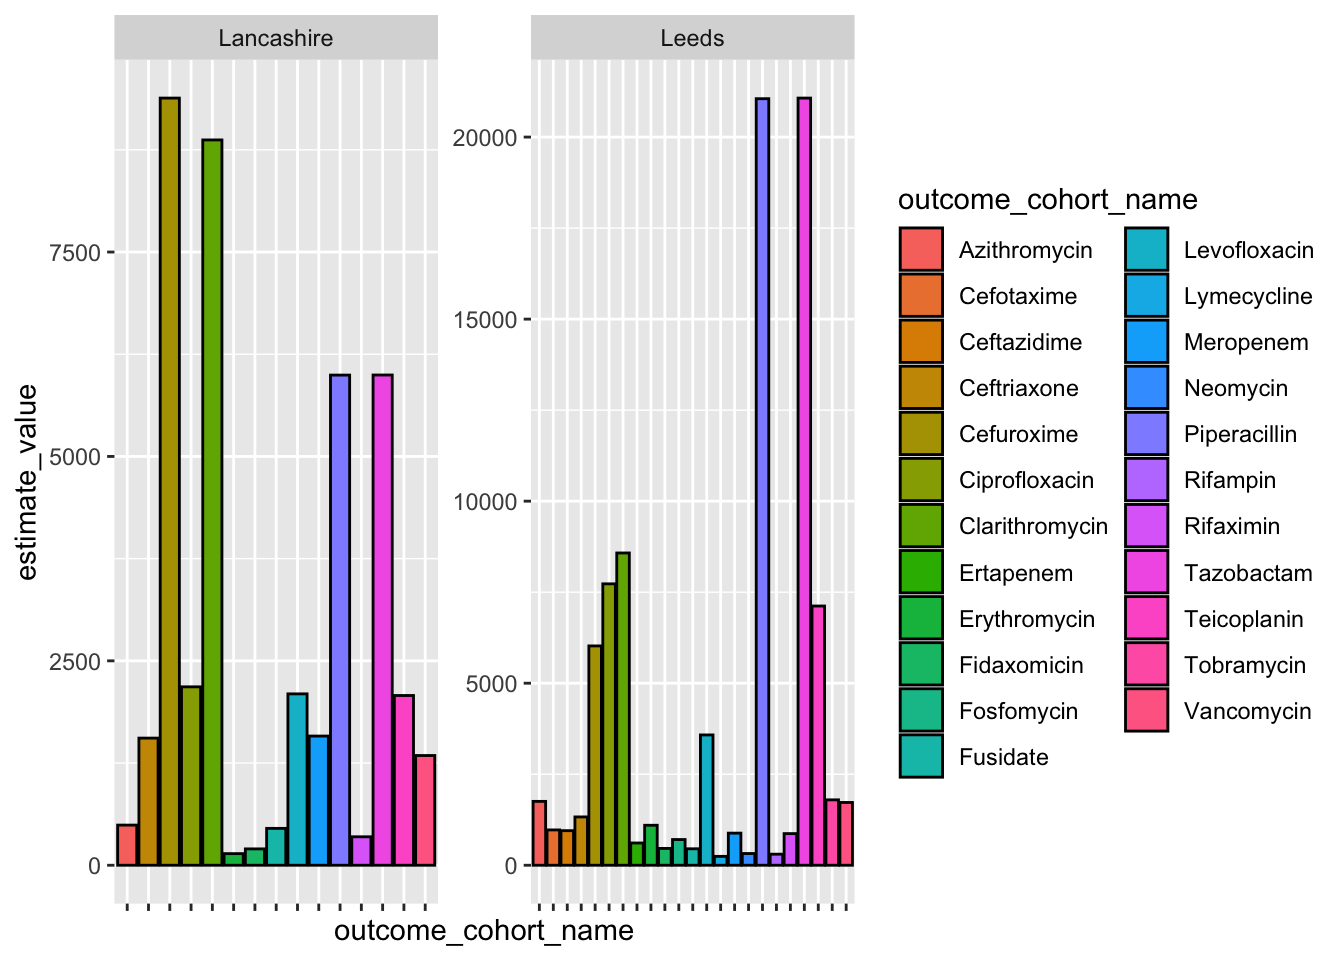 Lancashire
Leeds
estimate_value
7500
5000
2500
0
20000
15000
10000
5000
0
outcome_cohort_name
outcome_cohort_name
Azithromycin
Cefotaxime
Ceftazidime
Ceftriaxone
Cefuroxime
Ciprofloxacin
Clarithromycin
Ertapenem
Erythromycin
Fidaxomicin
Fosfomycin
Fusidate
Levofloxacin
Lymecycline
Meropenem
Neomycin
Piperacillin
Rifampin
Rifaximin
Tazobactam
Teicoplanin
Tobramycin
Vancomycin